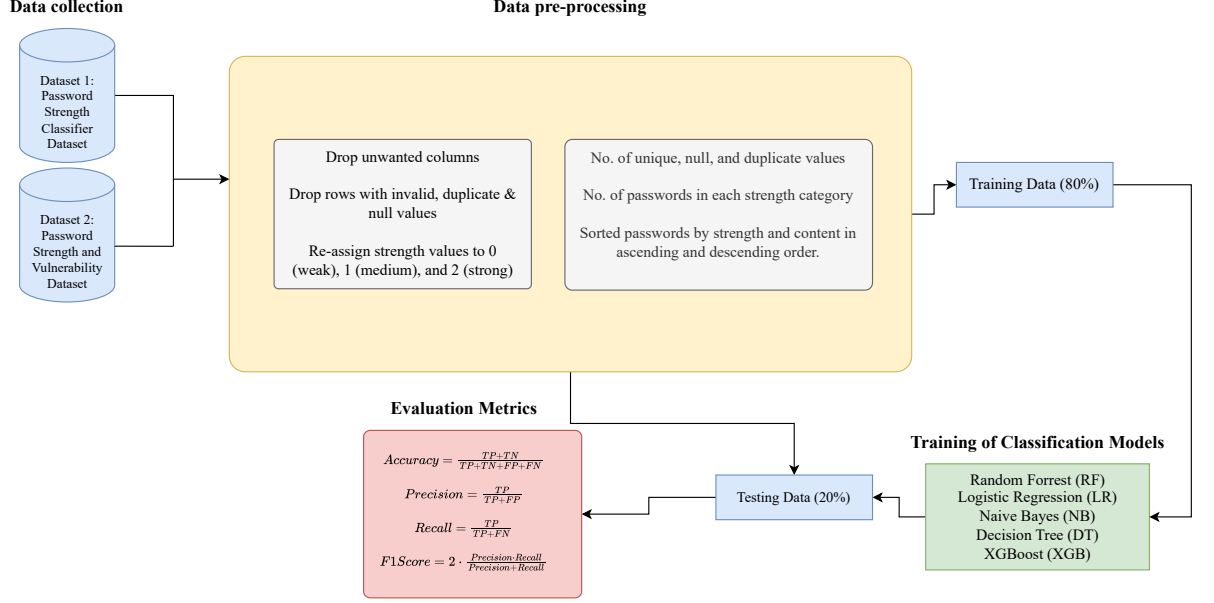 Data collection
Data pre-processing
Dataset 1:
Password
Strength
Classifier
Dataset
Dataset 2:
Password
Strength and
Vulnerability
Dataset
Drop unwanted columns
Drop rows with invalid, duplicate &
null values
Re-assign strength values to 0
(weak), 1 (medium), and 2 (strong)
No. of unique, null, and duplicate values
No. of passwords in each strength category
Sorted passwords by strength and content in
ascending and descending order.
Training Data (80%)
Evaluation Metrics
Accuracy = TP+TN / TP+TN+FP+FN
Precision = TP / TP+FP
Recall = TP / TP+FN
F1Score = 2 · Precision·Recall / Precision+Recall
Testing Data (20%)
Training of Classification Models
Random Forrest (RF)
Logistic Regression (LR)
Naive Bayes (NB)
Decision Tree (DT)
XGBoost (XGB)